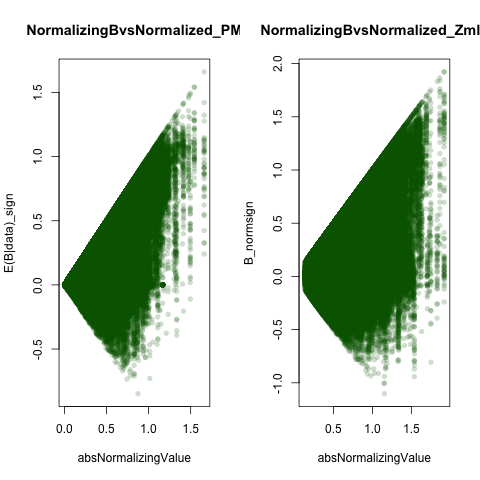 NormalizingBvsNormalized_PM
E(B|data)_sign
1.5
1.0
0.5
0.0
-0.5
0.0 0.5 1.0 1.5
absNormalizingValue
NormalizingBvsNormalized_Zml
B_normsign
2.0
1.5
1.0
0.5
0.0
-0.5
-1.0
0.5 1.0 1.5
absNormalizingValue